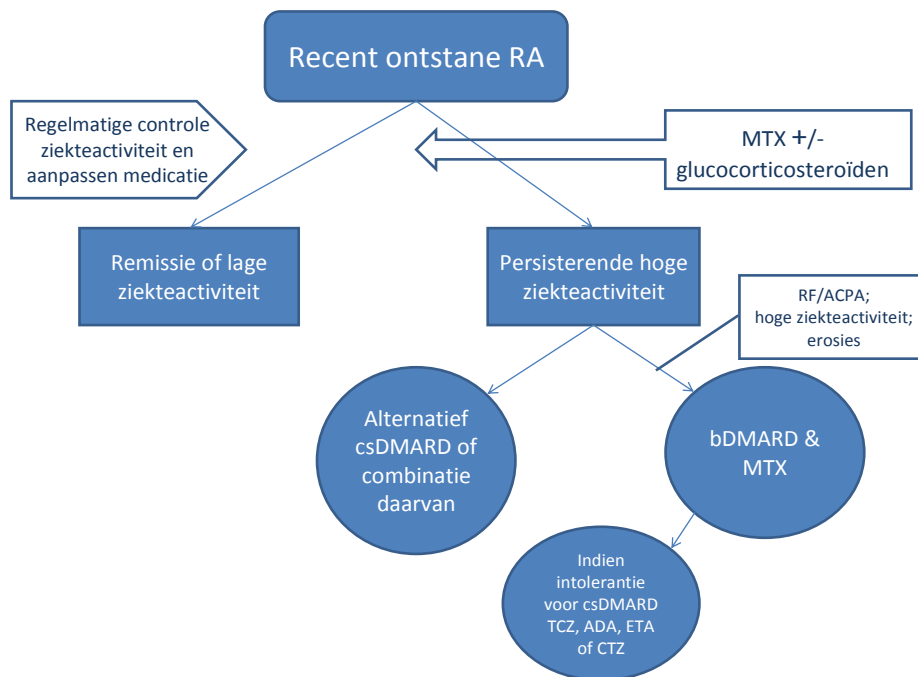 Recent ontstane RA
Regelmatige controle
ziekteactiviteit en
aanpassen medicatie
MTX +/-
glucocorticosteroïden
Remissie of lage
ziekteactiviteit
Persisterende hoge
ziekteactiviteit
RF/ACPA;
hoge ziekteactiviteit;
erosies
Alternatief
csDMARD of
combinatie
daarvan
bDMARD &
MTX
Indien
intolerantie
voor csDMARD
TCZ, ADA, ETA
of CTZ